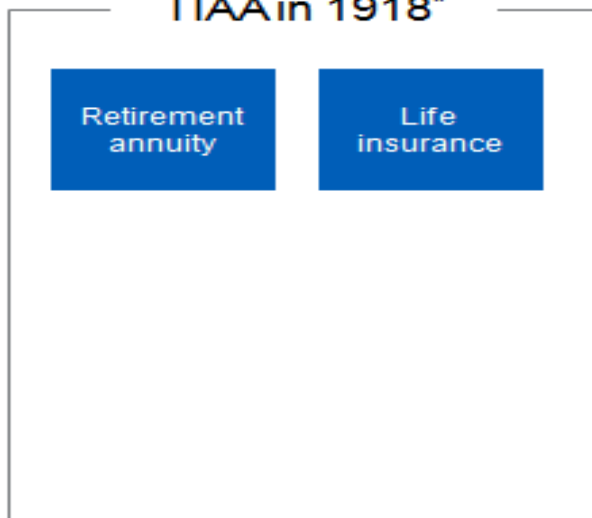 TIAA in 1918*
Retirement
annuity
Life
insurance